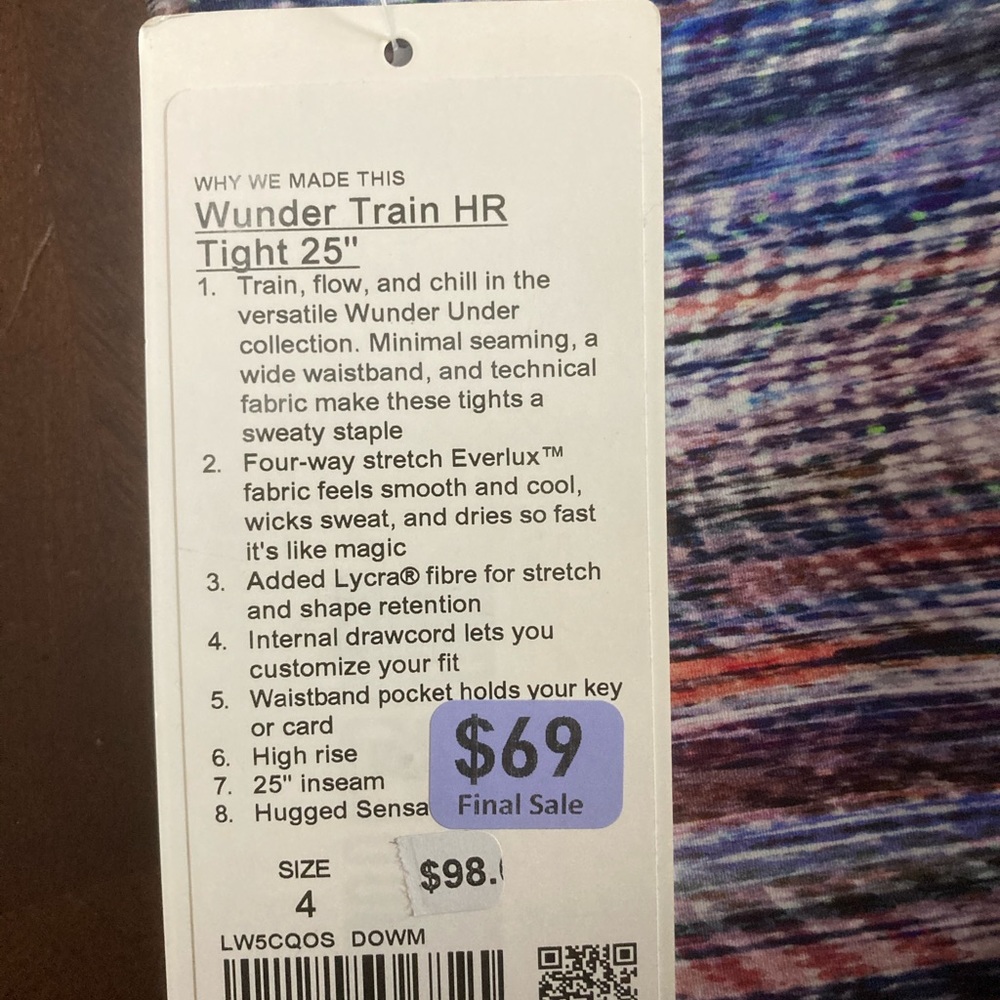 WHY WE MADE THIS
Wunder Train HR
Tight 25"
1. Train, flow, and chill in the
versatile Wunder Under
collection. Minimal seaming, a
wide waistband, and technical
fabric make these tights a
sweaty staple
2. Four-way stretch Everlux™
fabric feels smooth and cool,
wicks sweat, and dries so fast
it's like magic
3. Added Lycra® fibre for stretch
and shape retention
4. Internal drawcord lets you
customize your fit
5. Waistband pocket holds your key
or card
6. High rise
7. 25" inseam
8. Hugged Sensa
$69
Final Sale
SIZE
4
$98.
LW5CQOS DOWM